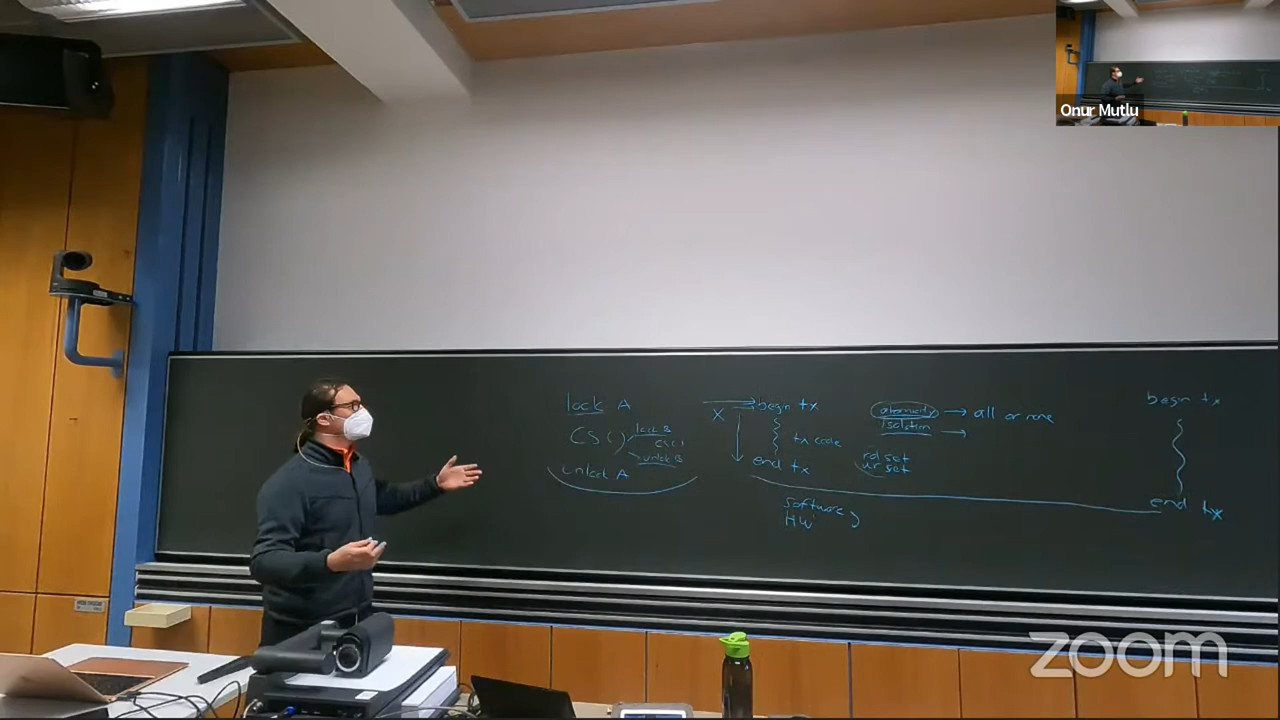 Onur Mutlu
lock A
CS( )
lock B
CS( )
unlock B
unlock A
X
begin tx
tx code
end tx
atomicity → all or none
isolation →
rd set
wr set
software
HW
begin tx
end tx
zoom